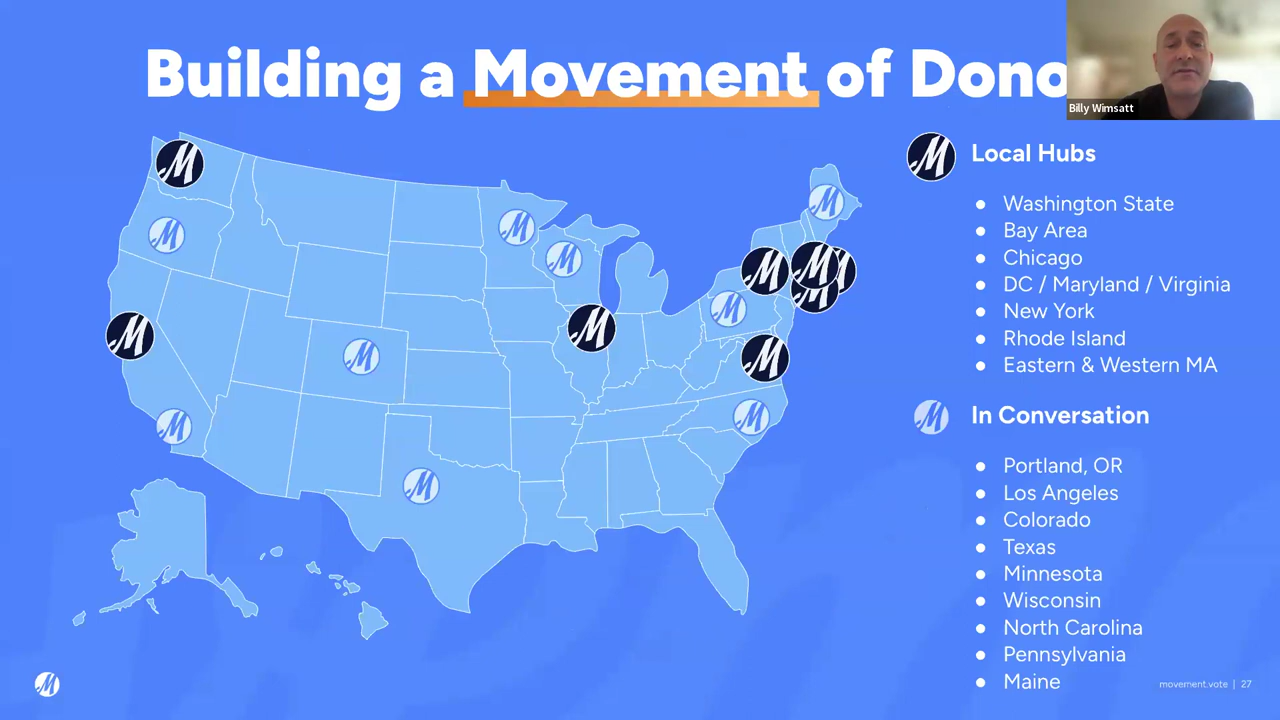 Building a Movement of Dono
Billy Wimsatt
Local Hubs
Washington State
Bay Area
Chicago
DC / Maryland / Virginia
New York
Rhode Island
Eastern & Western MA
In Conversation
Portland, OR
Los Angeles
Colorado
Texas
Minnesota
Wisconsin
North Carolina
Pennsylvania
Maine
movement.vote | 27